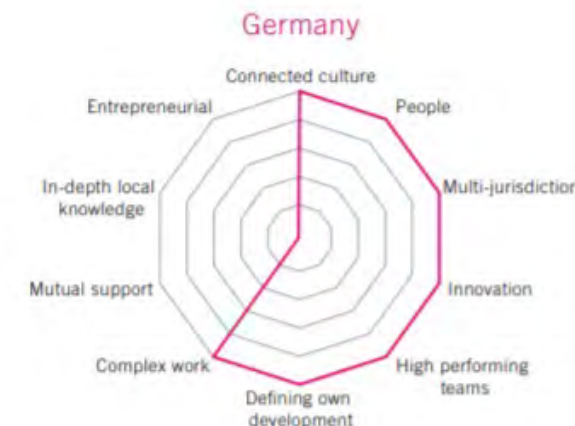 Germany
Connected culture
Entrepreneurial
People
In-depth local
knowledge
Multi-jurisdiction
Mutual support
Innovation
Complex work
High performing
teams
Defining own
development